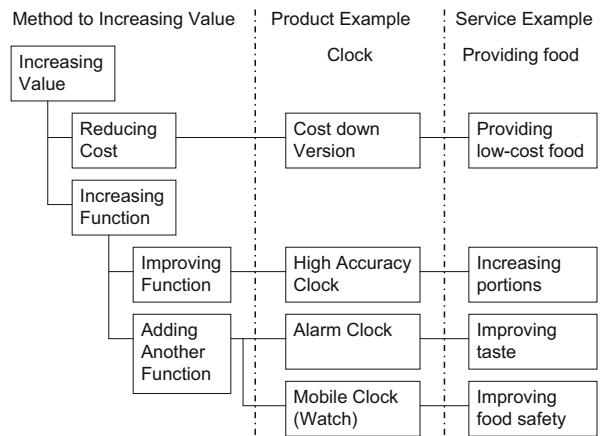 Method to Increasing Value
Product Example
Service Example
Clock
Providing food
Increasing
Value
Reducing
Cost
Cost down
Version
Providing
low-cost food
Increasing
Function
Improving
Function
High Accuracy
Clock
Increasing
portions
Adding
Another
Function
Alarm Clock
Improving
taste
Mobile Clock
(Watch)
Improving
food safety